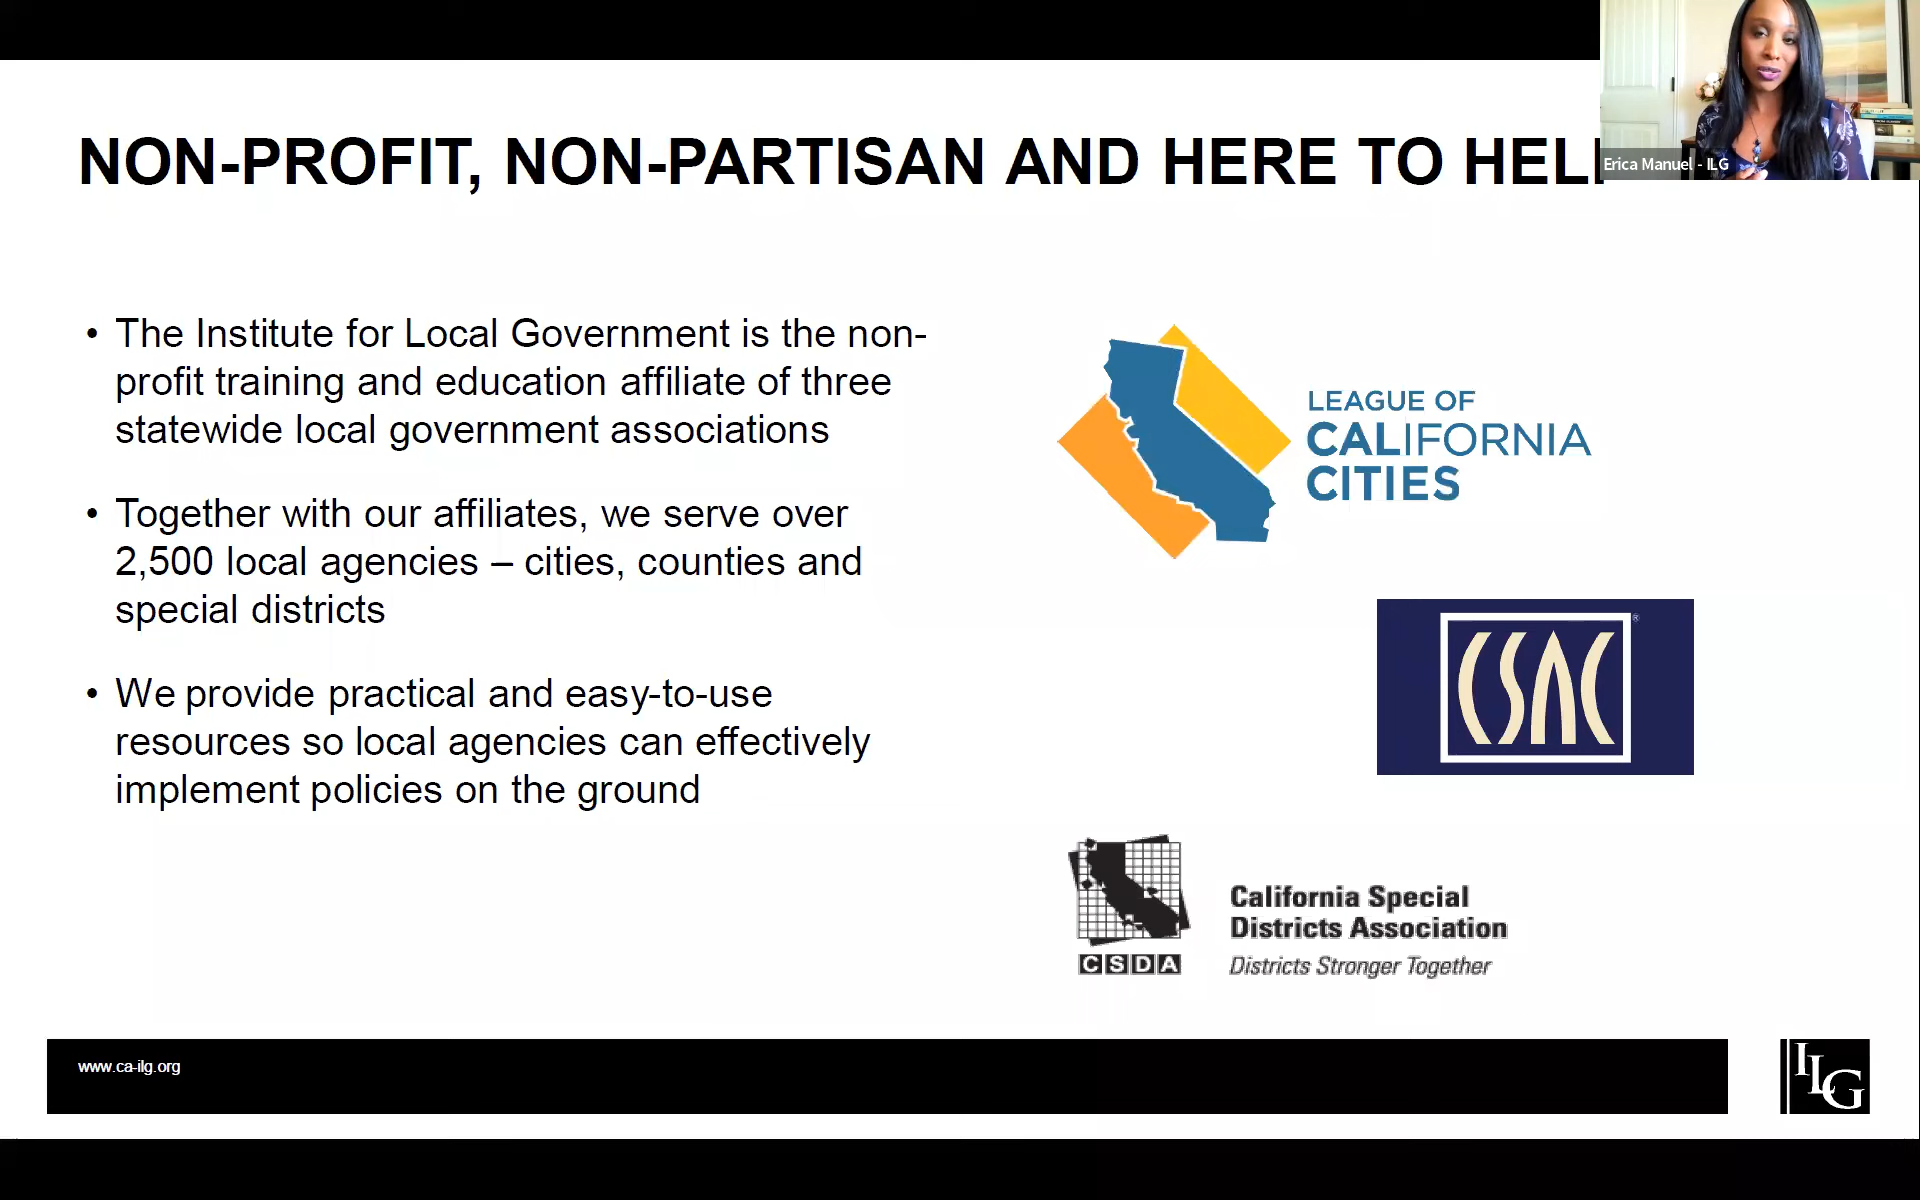 NON-PROFIT, NON-PARTISAN AND HERE TO HEL
Erica Manuel - ILG
• The Institute for Local Government is the non-
profit training and education affiliate of three
statewide local government associations
• Together with our affiliates, we serve over
2,500 local agencies – cities, counties and
special districts
• We provide practical and easy-to-use
resources so local agencies can effectively
implement policies on the ground
LEAGUE OF
CALIFORNIA
CITIES
CSAC®
California Special
Districts Association
Districts Stronger Together
CSDA
www.ca-ilg.org
ILG